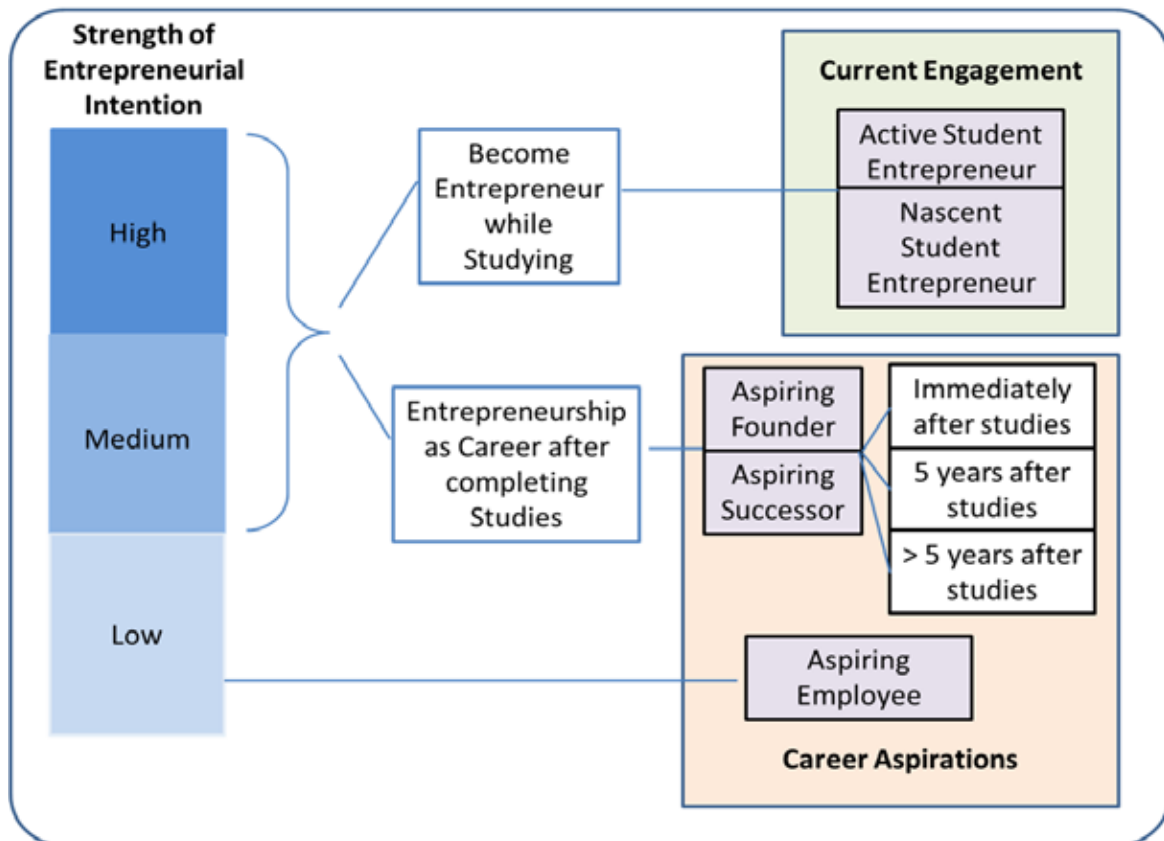 Strength of
Entrepreneurial
Intention
High
Medium
Low
Become
Entrepreneur
while
Studying
Entrepreneurship
as Career after
completing
Studies
Current Engagement
Active Student
Entrepreneur
Nascent
Student
Entrepreneur
Aspiring
Founder
Aspiring
Successor
Immediately
after studies
5 years after
studies
> 5 years after
studies
Aspiring
Employee
Career Aspirations